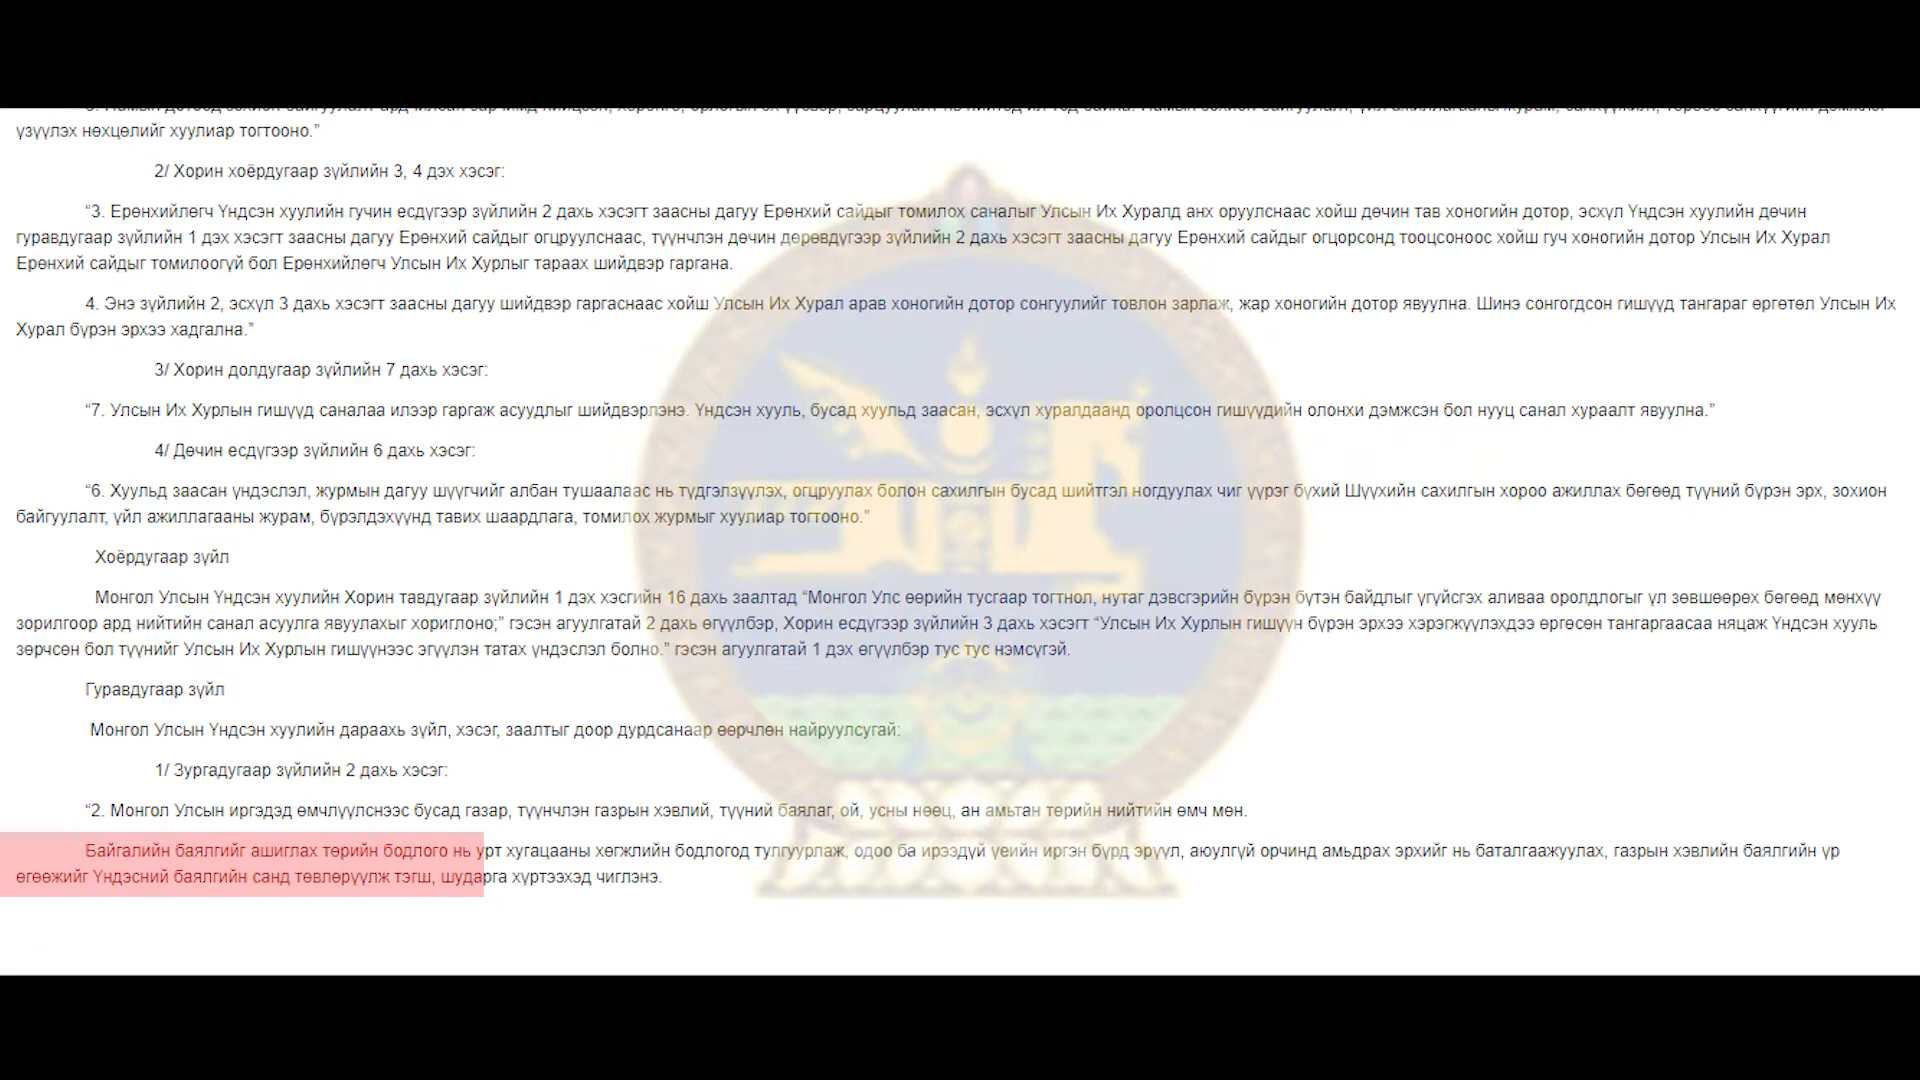 үзүүлэх нөхцөлийг хуулиар тогтооно.”
2/ Хорин хоёрдугаар зүйлийн 3, 4 дэх хэсэг:
“3. Ерөнхийлөгч Үндсэн хуулийн гучин есдүгээр зүйлийн 2 дахь хэсэгт заасны дагуу Ерөнхий сайдыг томилох саналыг Улсын Их Хуралд анх оруулснаас хойш дөчин тав хоногийн дотор, эсхүл Үндсэн хуулийн дөчин
гуравдугаар зүйлийн 1 дэх хэсэгт заасны дагуу Ерөнхий сайдыг огцруулснаас, түүнчлэн дөчин дөрөвдүгээр зүйлийн 2 дахь хэсэгт заасны дагуу Ерөнхий сайдыг огцорсонд тооцсоноос хойш гуч хоногийн дотор Улсын Их Хурал
Ерөнхий сайдыг томилоогүй бол Ерөнхийлөгч Улсын Их Хурлыг тараах шийдвэр гаргана.
4. Энэ зүйлийн 2, эсхүл 3 дахь хэсэгт заасны дагуу шийдвэр гаргаснаас хойш Улсын Их Хурал арав хоногийн дотор сонгуулийг товлон зарлаж, жар хоногийн дотор явуулна. Шинэ сонгогдсон гишүүд тангараг өргөтөл Улсын Их
Хурал бүрэн эрхээ хадгална.”
3/ Хорин долдугаар зүйлийн 7 дахь хэсэг:
“7. Улсын Их Хурлын гишүүд саналаа илээр гаргаж асуудлыг шийдвэрлэнэ. Үндсэн хууль, бусад хуульд заасан, эсхүл хуралдаанд оролцсон гишүүдийн олонхи дэмжсэн бол нууц санал хураалт явуулна.”
4/ Дөчин есдүгээр зүйлийн 6 дахь хэсэг:
“6. Хуульд заасан үндэслэл, журмын дагуу шүүгчийг албан тушаалаас нь түдгэлзүүлэх, огцруулах болон сахилгын бусад шийтгэл ногдуулах чиг үүрэг бүхий Шүүхийн сахилгын хороо ажиллах бөгөөд түүний бүрэн эрх, зохион
байгуулалт, үйл ажиллагааны журам, бүрэлдэхүүнд тавих шаардлага, томилох журмыг хуулиар тогтооно.”
Хоёрдугаар зүйл
Монгол Улсын Үндсэн хуулийн Хорин тавдугаар зүйлийн 1 дэх хэсгийн 16 дахь заалтад “Монгол Улс өөрийн тусгаар тогтнол, нутаг дэвсгэрийн бүрэн бүтэн байдлыг үгүйсгэх аливаа оролдлогыг үл зөвшөөрөх бөгөөд мөнхүү
зорилгоор ард нийтийн санал асуулга явуулахыг хориглоно;” гэсэн агуулгатай 2 дахь өгүүлбэр, Хорин есдүгээр зүйлийн 3 дахь хэсэгт “Улсын Их Хурлын гишүүн бүрэн эрхээ хэрэгжүүлэхдээ өргөсөн тангаргаасаа няцаж Үндсэн хууль
зөрчсөн бол түүнийг Улсын Их Хурлын гишүүнээс эгүүлэн татах үндэслэл болно.” гэсэн агуулгатай 1 дэх өгүүлбэр тус тус нэмсүгэй.
Гуравдугаар зүйл
Монгол Улсын Үндсэн хуулийн дараахь зүйл, хэсэг, заалтыг доор дурдсанаар өөрчлөн найруулсугай:
1/ Зургадугаар зүйлийн 2 дахь хэсэг:
“2. Монгол Улсын иргэдэд өмчлүүлснээс бусад газар, түүнчлэн газрын хэвлий, түүний баялаг, ой, усны нөөц, ан амьтан төрийн нийтийн өмч мөн.
Байгалийн баялгийг ашиглах төрийн бодлого нь урт хугацааны хөгжлийн бодлогод тулгуурлаж, одоо ба ирээдүй үеийн иргэн бүрд эрүүл, аюулгүй орчинд амьдрах эрхийг нь баталгаажуулах, газрын хэвлийн баялгийн үр
өгөөжийг Үндэсний баялгийн санд төвлөрүүлж тэгш, шударга хүртээхэд чиглэнэ.